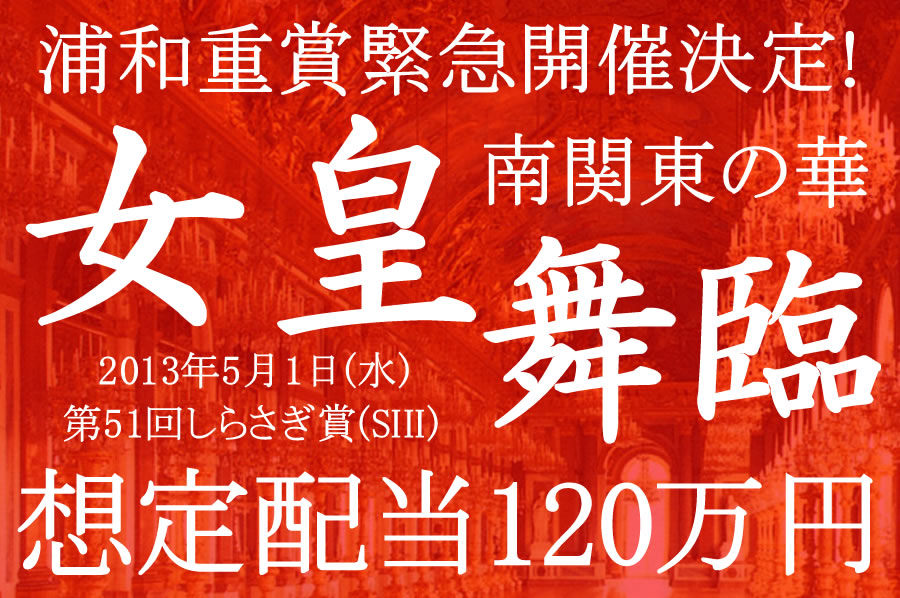 浦和重賞緊急開催決定!
女皇
南関東の華
舞臨
2013年5月1日(水)
第51回しらさぎ賞(SIII)
想定配当120万円